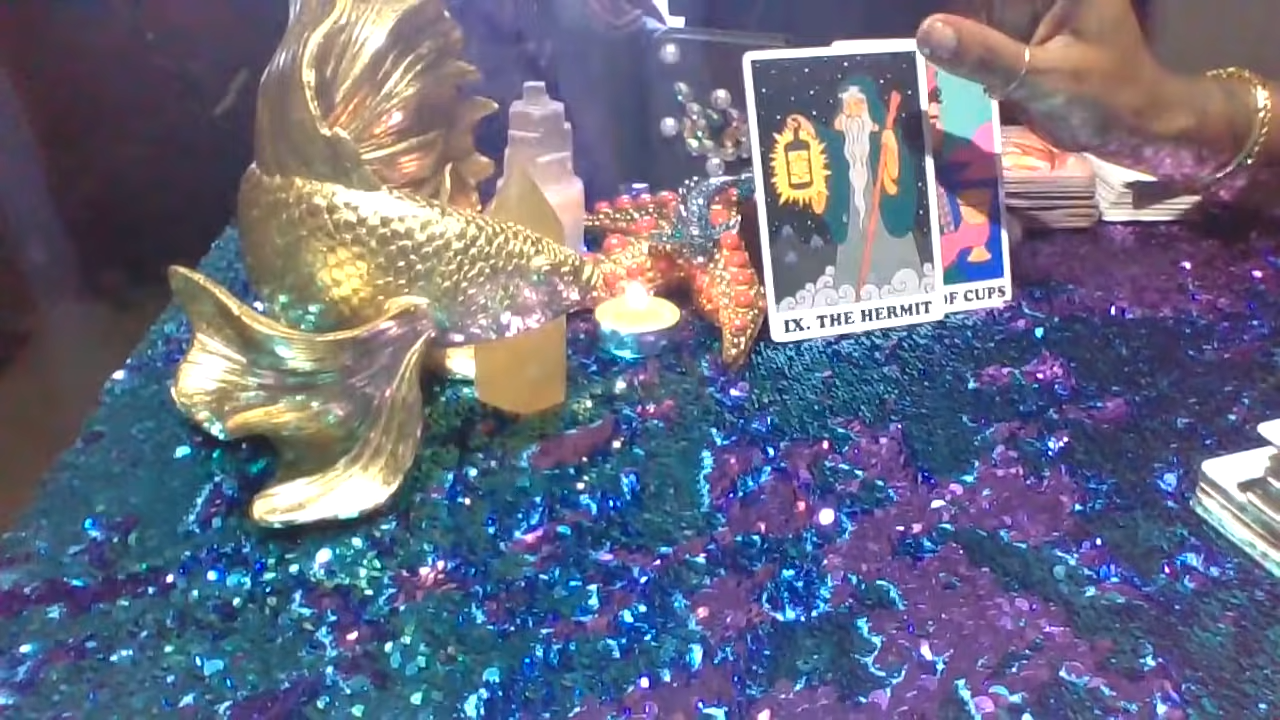 IX. THE HERMIT
OF CUPS